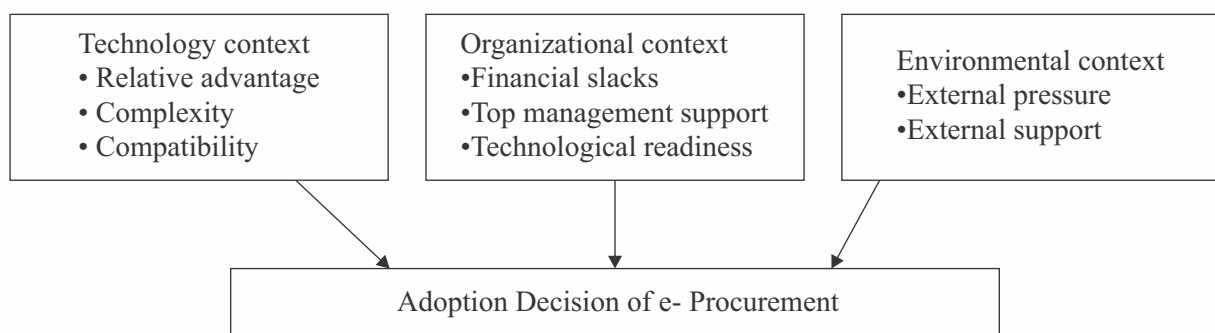 Technology context
• Relative advantage
• Complexity
• Compatibility
Organizational context
•Financial slacks
•Top management support
•Technological readiness
Environmental context
•External pressure
•External support
Adoption Decision of e- Procurement